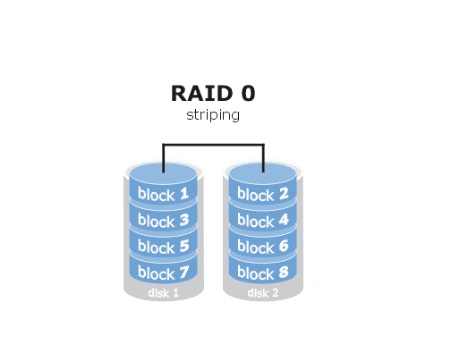 RAID 0
striping
block 1
block 3
block 5
block 7
disk 1
block 2
block 4
block 6
block 8
disk 2